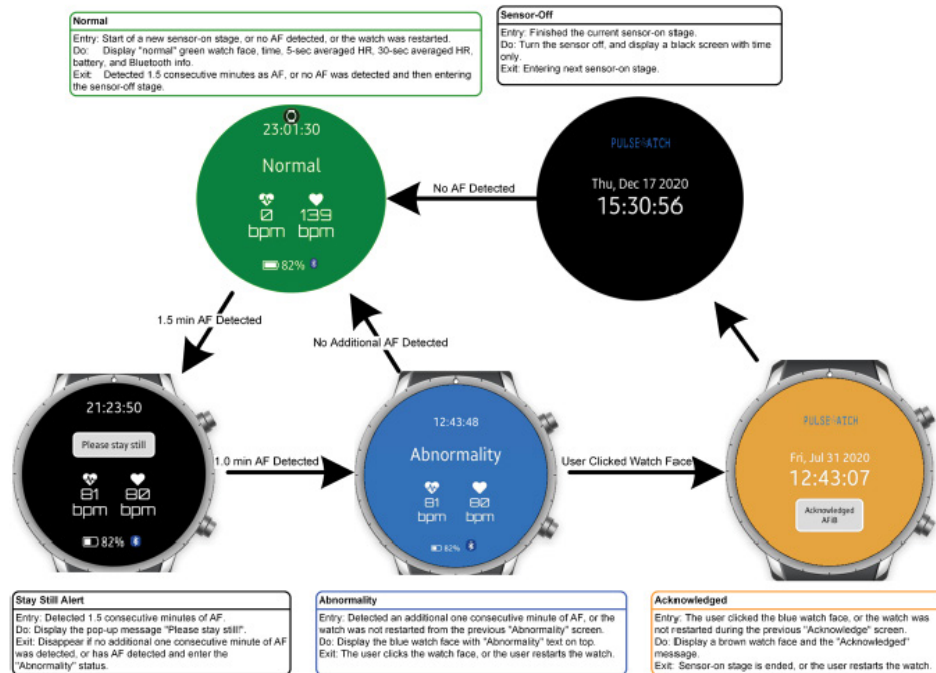 Normal
Entry: Start of a new sensor-on stage, or no AF detected, or the watch was restarted.
Do: Display "normal" green watch face, time, 5-sec averaged HR, 30-sec averaged HR,
battery, and Bluetooth info.
Exit: Detected 1.5 consecutive minutes as AF, or no AF was detected and then entering
the sensor-off stage.
Sensor-Off
Entry: Finished the current sensor-on stage.
Do: Turn the sensor off, and display a black screen with time
only.
Exit: Entering next sensor-on stage.
23:01:30
Normal
0 139
bpm bpm
82%
No AF Detected
PULSEWATCH
Thu, Dec 17 2020
15:30:56
1.5 min AF Detected
No Additional AF Detected
21:23:50
Please stay still
81 80
bpm bpm
82%
1.0 min AF Detected
12:43:48
Abnormality
81 80
bpm bpm
82%
User Clicked Watch Face
PULSEWATCH
Fri, Jul 31 2020
12:43:07
Acknowledged
AFiB
Stay Still Alert
Entry: Detected 1.5 consecutive minutes of AF.
Do: Display the pop-up message "Please stay still!".
Exit: Disappear if no additional one consecutive minute of AF
was detected, or has AF detected and enter the
"Abnormality" status.
Abnormality
Entry: Detected an additional one consecutive minute of AF, or the
watch was not restarted from the previous "Abnormality" screen.
Do: Display the blue watch face with "Abnormality" text on top.
Exit: The user clicks the watch face, or the user restarts the watch.
Acknowledged
Entry: The user clicked the blue watch face, or the watch was
not restarted during the previous "Acknowledge" screen.
Do: Display a brown watch face and the "Acknowledged"
message.
Exit: Sensor-on stage is ended, or the user restarts the watch.